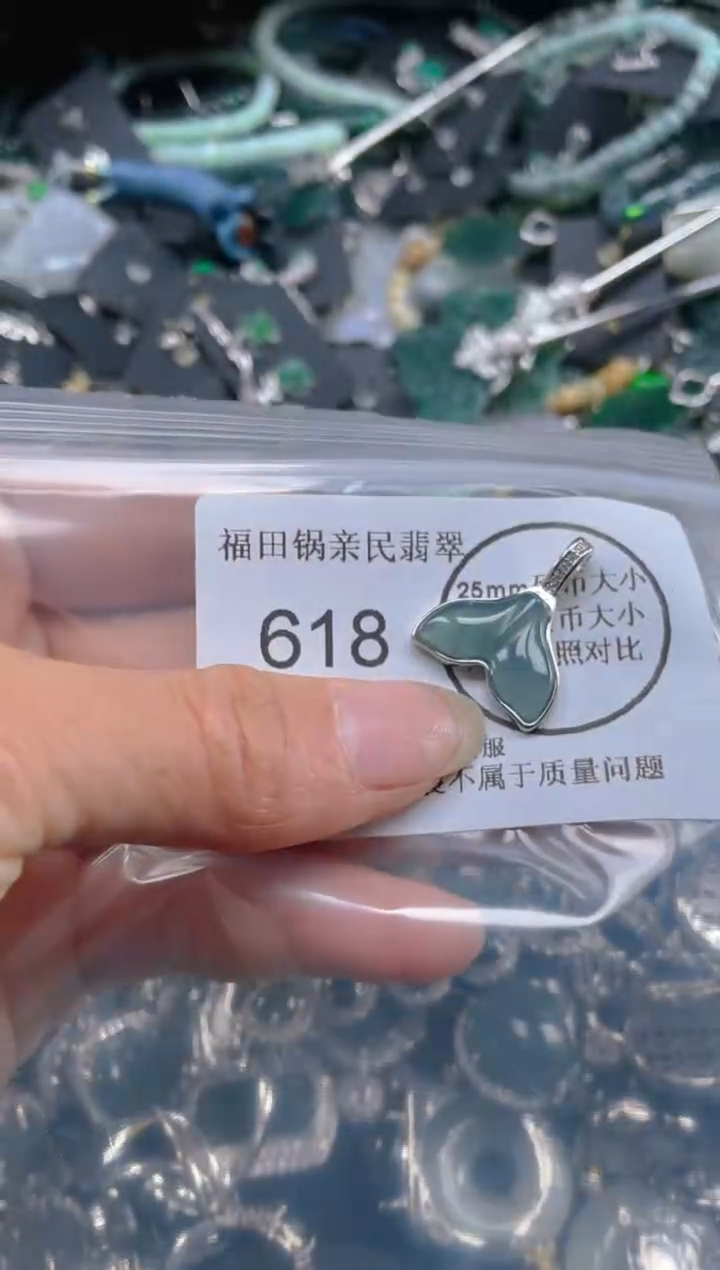 福田锅亲民翡翠
618
25mm 币大小
币大小
照对比
服
不属于质量问题